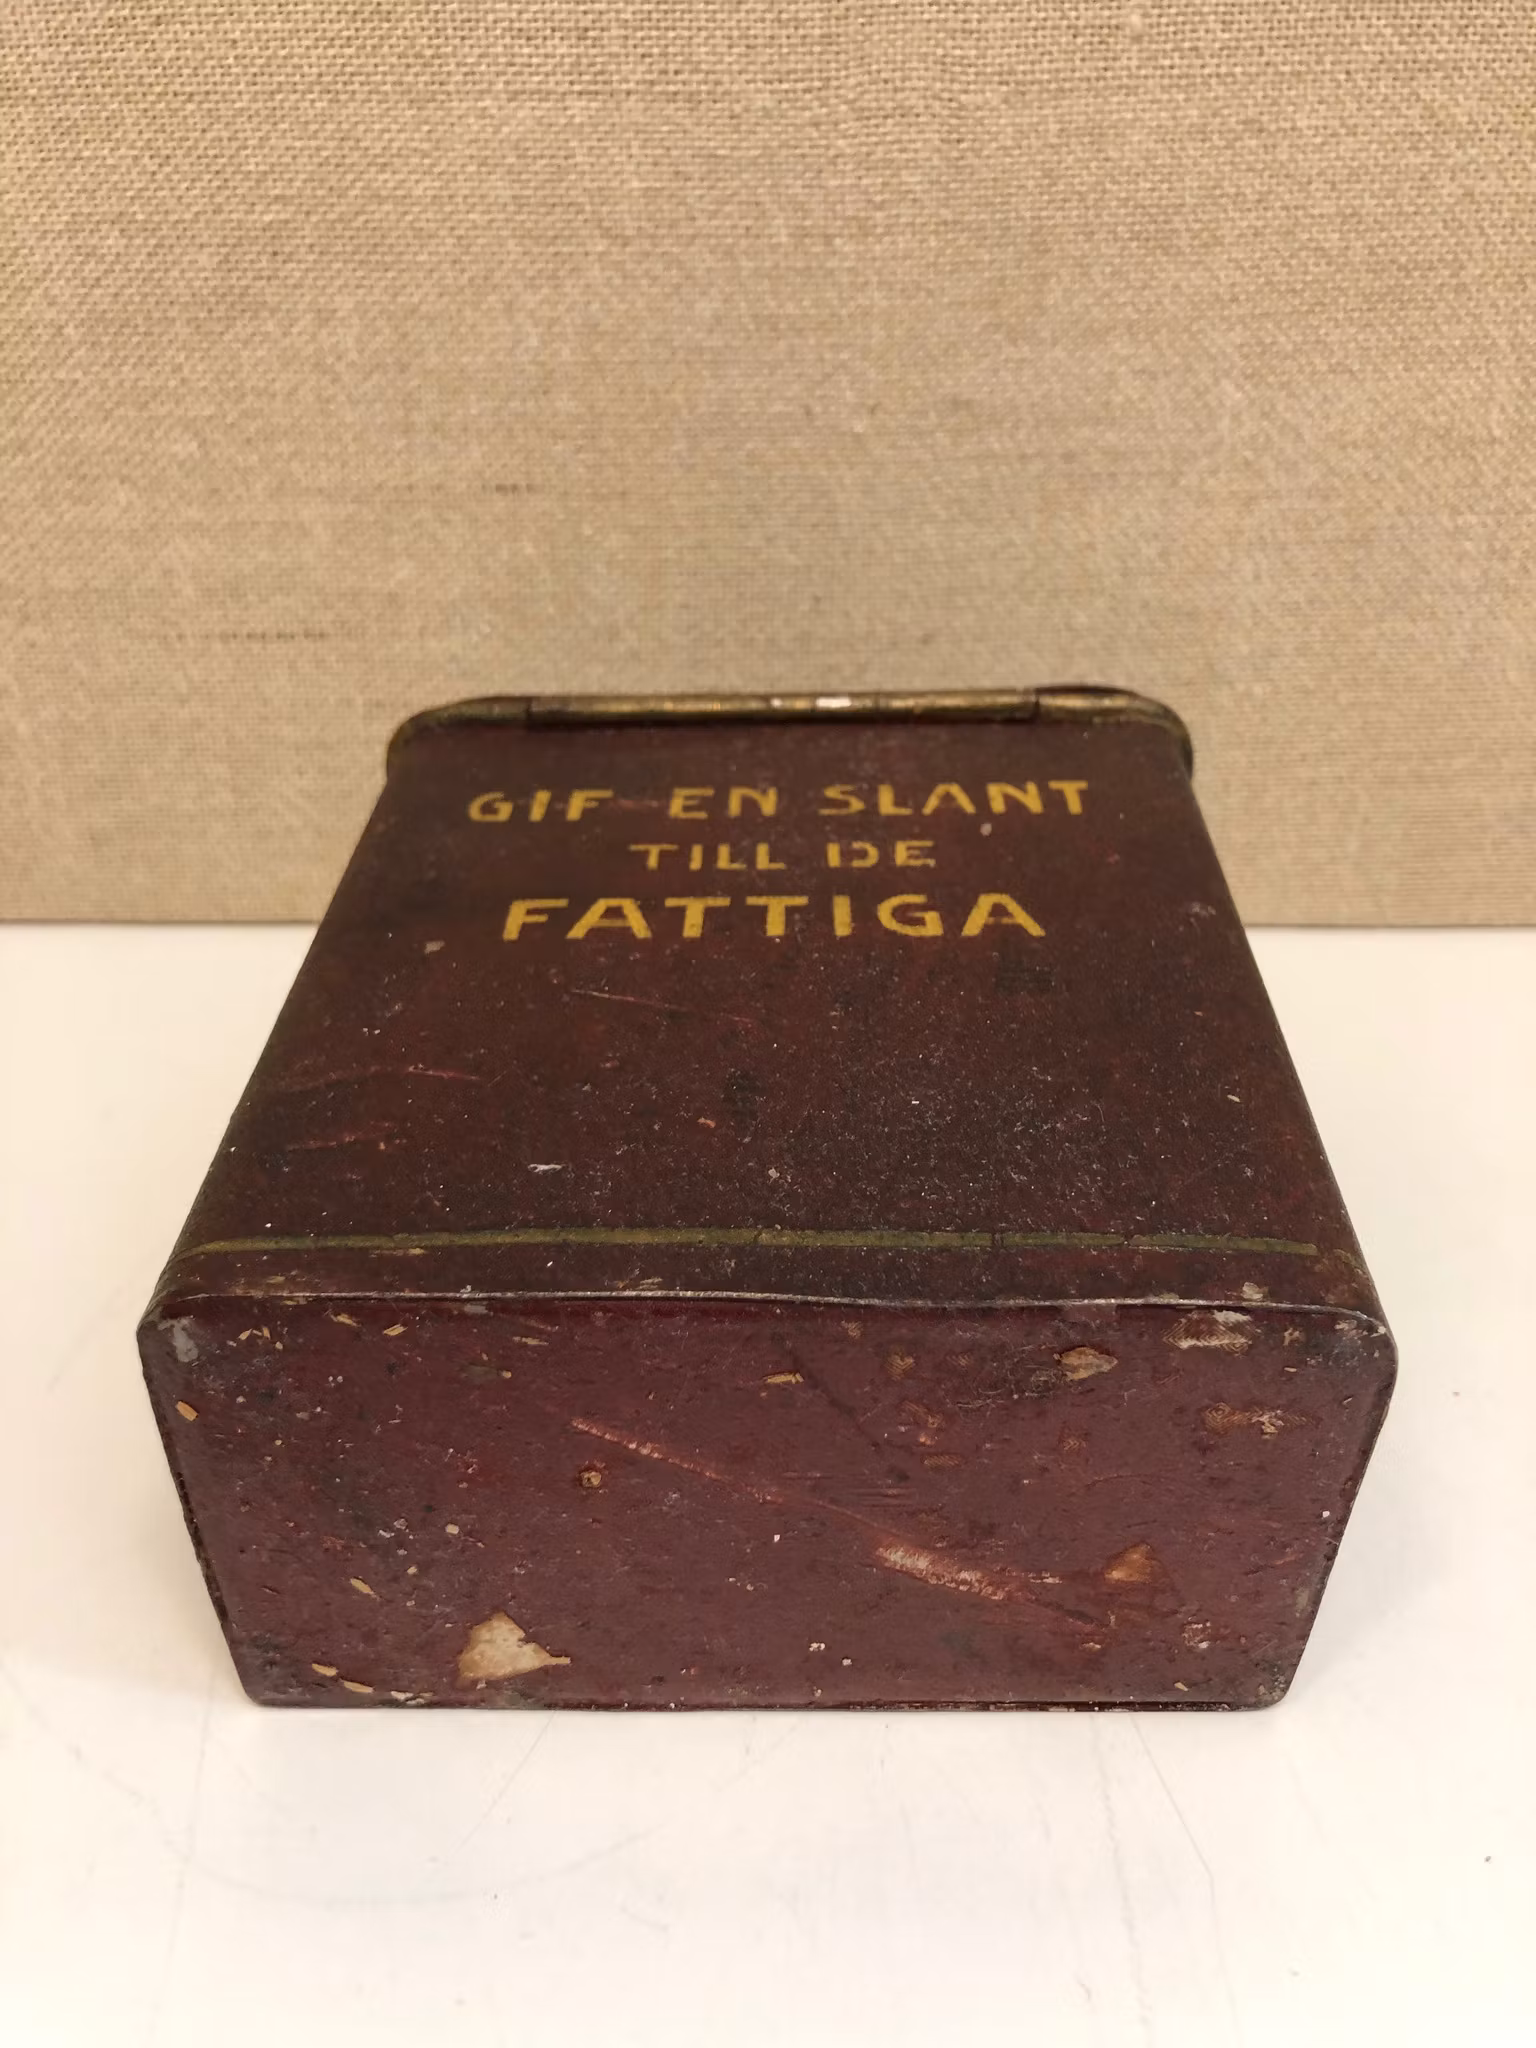 GIF EN SLANT
TILL DE
FATTIGA